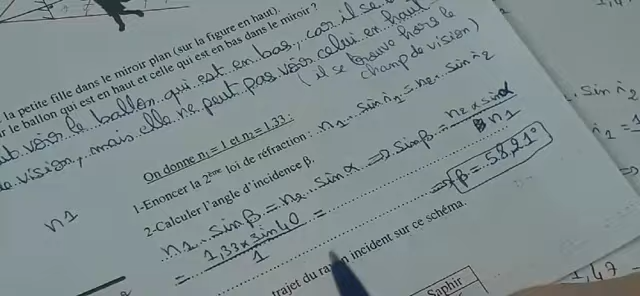 la petite fille dans le miroir plan (sur la figure en haut).
r le ballon qui est en haut et celle qui est en bas dans le miroir ?
ut voir le ballon qui est en bas, car il se
vision, mais elle ne peut pas voir celui en haut
(il se trouve hors le
champ de vision)
On donne n₁ = 1 et n₂ = 1,33 :
1-Enoncer la 2ème loi de réfraction : n1 . sin i1 = n2 . sin i2
2-Calculer l'angle d'incidence β.
n1 . sin β = n2 . sin α => sin β = n2 × sin α / n1
n1
= 1,33 × sin 40 / 1 =
=> β = 58,21°
trajet du rayon incident sur ce schéma.
Saphir
1,47
. sin i2